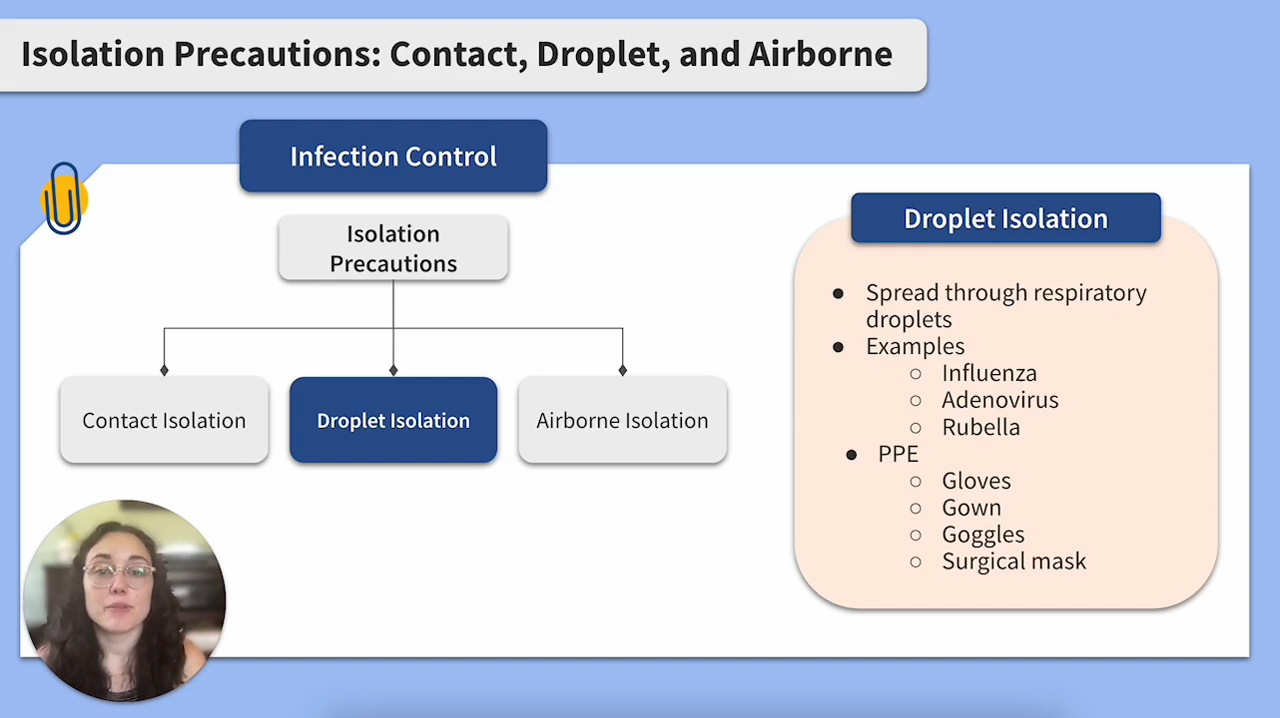 Isolation Precautions: Contact, Droplet, and Airborne
Infection Control
Isolation
Precautions
Contact Isolation
Droplet Isolation
Airborne Isolation
Droplet Isolation
● Spread through respiratory
droplets
● Examples
○ Influenza
○ Adenovirus
○ Rubella
● PPE
○ Gloves
○ Gown
○ Goggles
○ Surgical mask